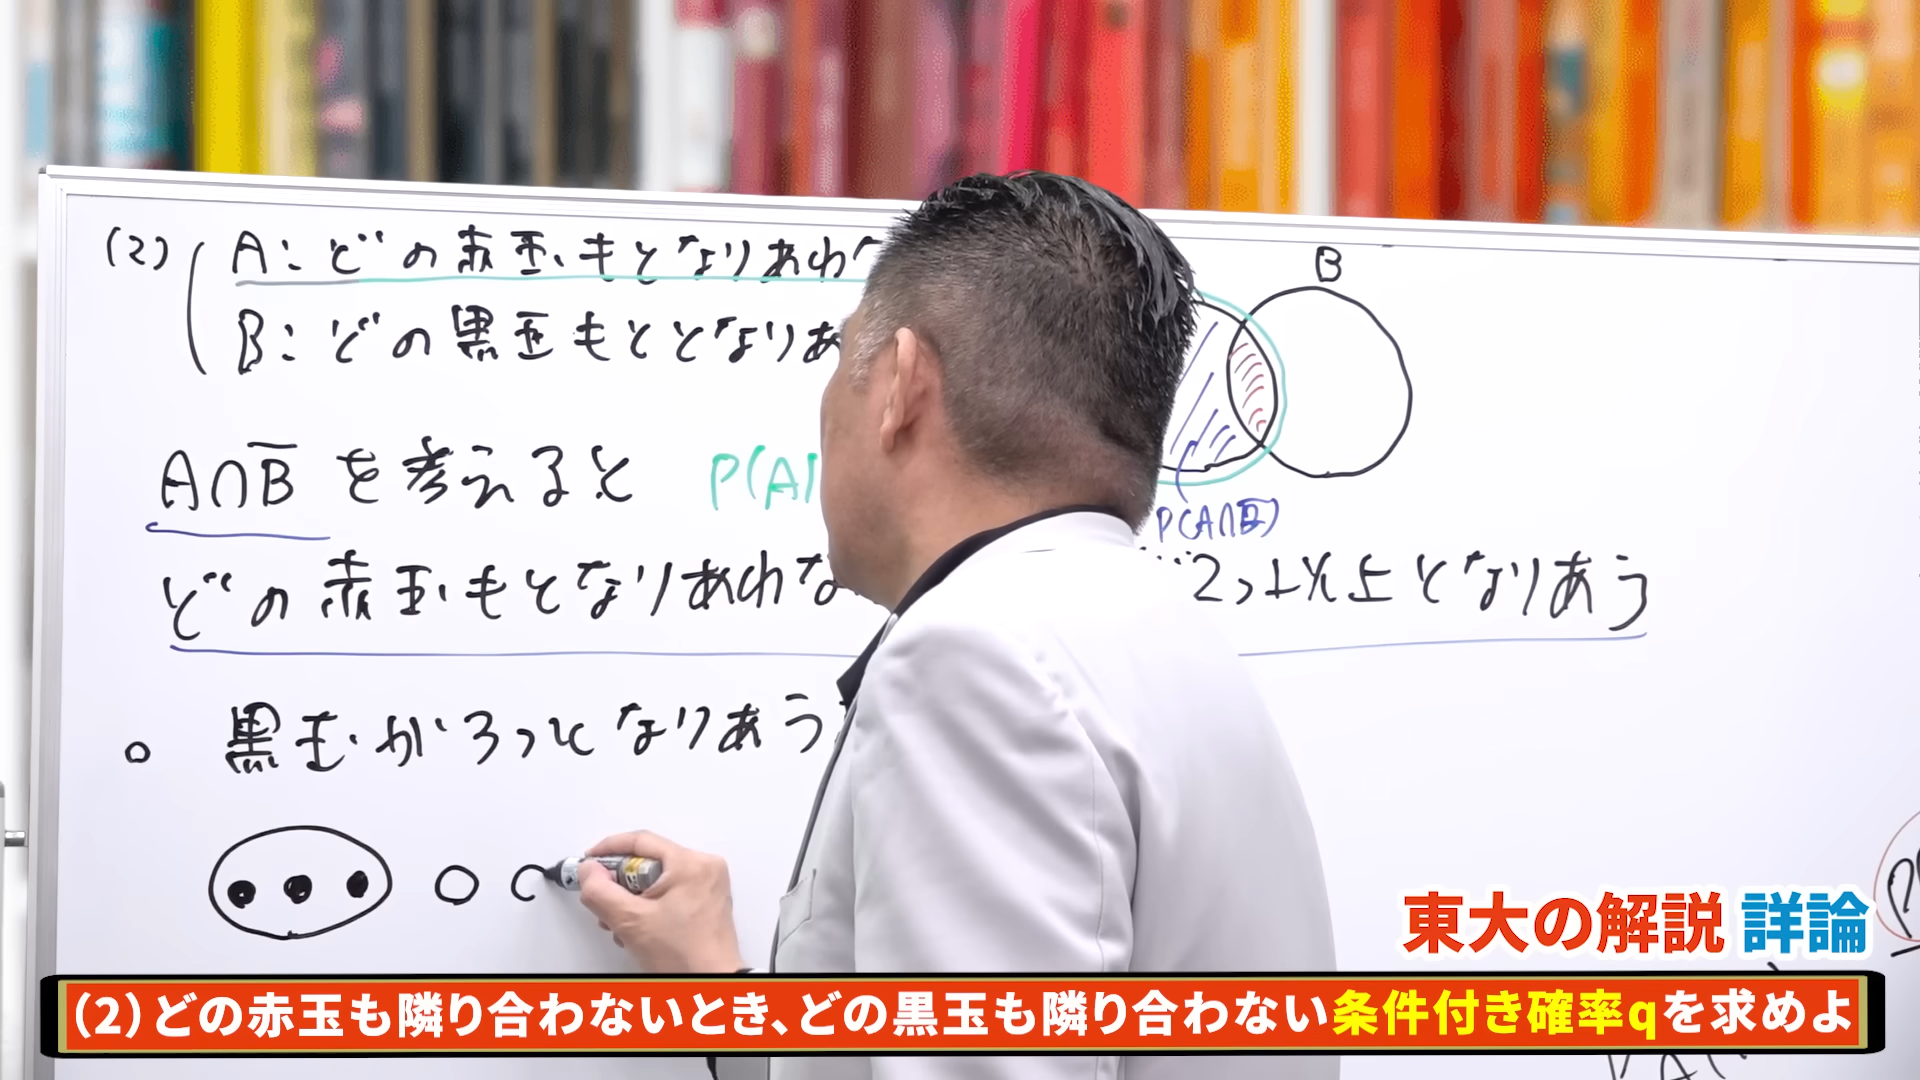 (2) A: どの赤玉もとなりあわ
B: どの黒玉もととなりあ
B
A∩B̅ を考えると P(A)
P(A∩B̅)
どの赤玉もとなりあわな 2つ以上となりあう
○ 黒玉が3つとなりあう
東大の解説 詳論
(2)どの赤玉も隣り合わないとき、どの黒玉も隣り合わない条件付き確率qを求めよ